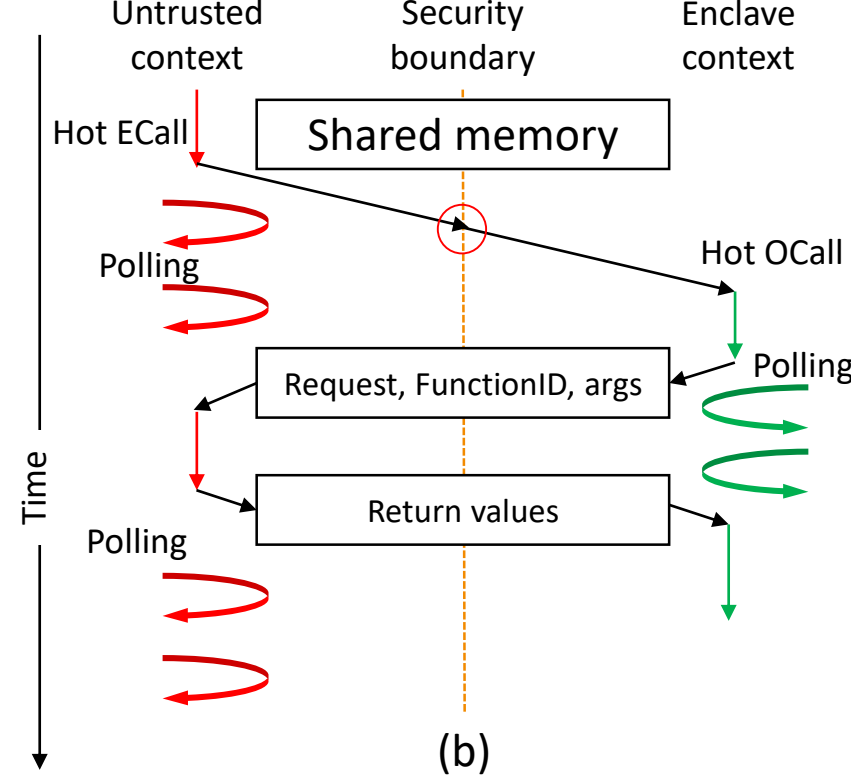 Untrusted
context
Security
boundary
Enclave
context
Hot ECall
Shared memory
Polling
Hot OCall
Request, FunctionID, args
Polling
Time
Return values
Polling
(b)